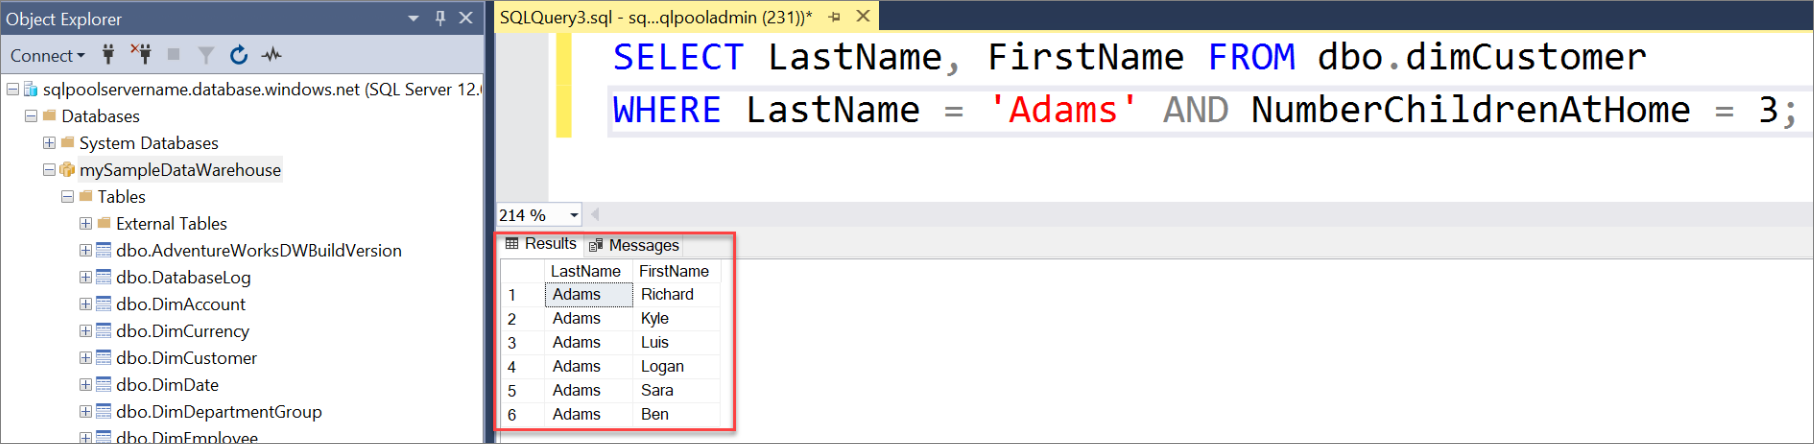 Object Explorer
Connect
sqlpoolservername.database.windows.net (SQL Server 12.
Databases
System Databases
mySampleDataWarehouse
Tables
External Tables
dbo.AdventureWorksDWBuildVersion
dbo.DatabaseLog
dbo.DimAccount
dbo.DimCurrency
dbo.DimCustomer
dbo.DimDate
dbo.DimDepartmentGroup
dbo.DimEmployee
SQLQuery3.sql - sq...qlpooladmin (231))*
SELECT LastName, FirstName FROM dbo.dimCustomer
WHERE LastName = 'Adams' AND NumberChildrenAtHome = 3;
214 %
Results Messages
LastName FirstName
1 Adams Richard
2 Adams Kyle
3 Adams Luis
4 Adams Logan
5 Adams Sara
6 Adams Ben